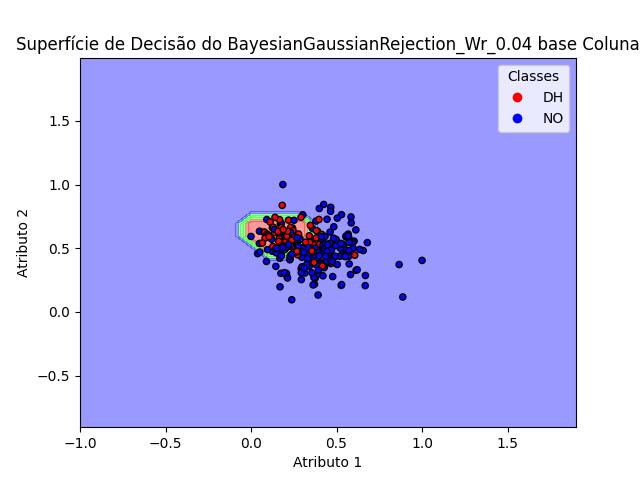 Superfície de Decisão do BayesianGaussianRejection_Wr_0.04 base Coluna
Classes
DH
NO
1.5
1.0
0.5
0.0
−0.5
Atributo 2
−1.0
−0.5
0.0
0.5
1.0
1.5
Atributo 1